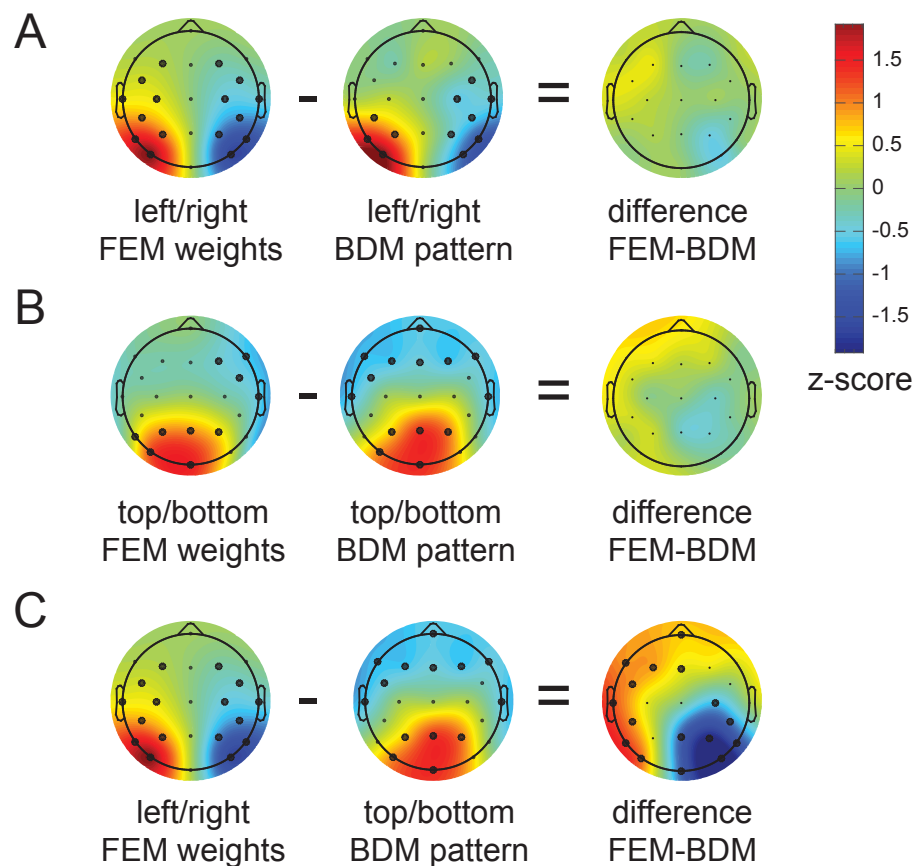 A
-
=
left/right
FEM weights
left/right
BDM pattern
difference
FEM-BDM
1.5
1
0.5
0
-0.5
-1
-1.5
z-score
B
-
=
top/bottom
FEM weights
top/bottom
BDM pattern
difference
FEM-BDM
C
-
=
left/right
FEM weights
top/bottom
BDM pattern
difference
FEM-BDM